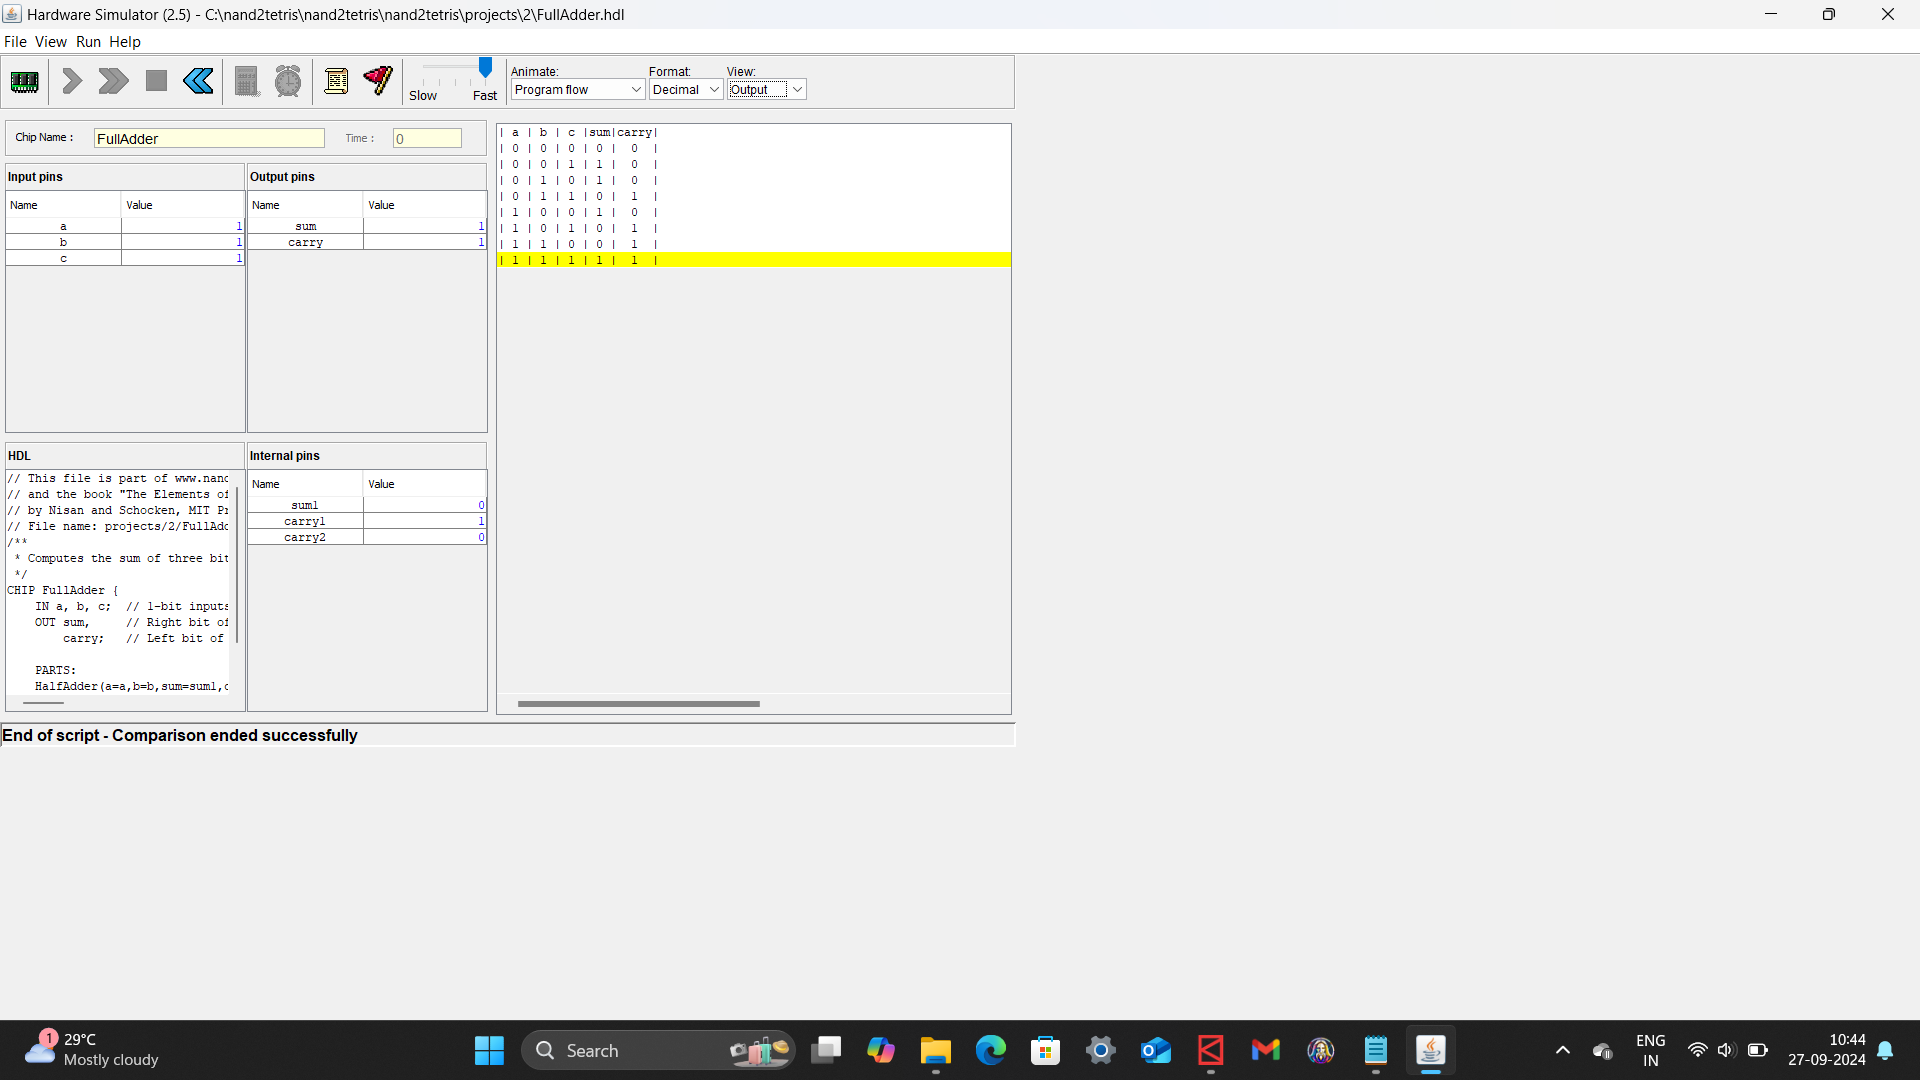 Hardware Simulator (2.5) - C:\nand2tetris\nand2tetris\nand2tetris\projects\2\FullAdder.hdl
File View Run Help
Slow Fast
Animate: Format: View:
Program flow Decimal Output
Chip Name : FullAdder Time : 0
Input pins
Name Value
a 1
b 1
c 1
Output pins
Name Value
sum 1
carry 1
| a | b | c |sum|carry|
| 0 | 0 | 0 | 0 | 0 |
| 0 | 0 | 1 | 1 | 0 |
| 0 | 1 | 0 | 1 | 0 |
| 0 | 1 | 1 | 0 | 1 |
| 1 | 0 | 0 | 1 | 0 |
| 1 | 0 | 1 | 0 | 1 |
| 1 | 1 | 0 | 0 | 1 |
| 1 | 1 | 1 | 1 | 1 |
HDL
// This file is part of www.nand
// and the book "The Elements of
// by Nisan and Schocken, MIT Pr
// File name: projects/2/FullAdd
/**
* Computes the sum of three bit
*/
CHIP FullAdder {
IN a, b, c; // 1-bit inputs
OUT sum, // Right bit of
carry; // Left bit of
PARTS:
HalfAdder(a=a,b=b,sum=sum1,c
Internal pins
Name Value
sum1 0
carry1 1
carry2 0
End of script - Comparison ended successfully
1
29°C
Mostly cloudy
Search
ENG
IN
10:44
27-09-2024